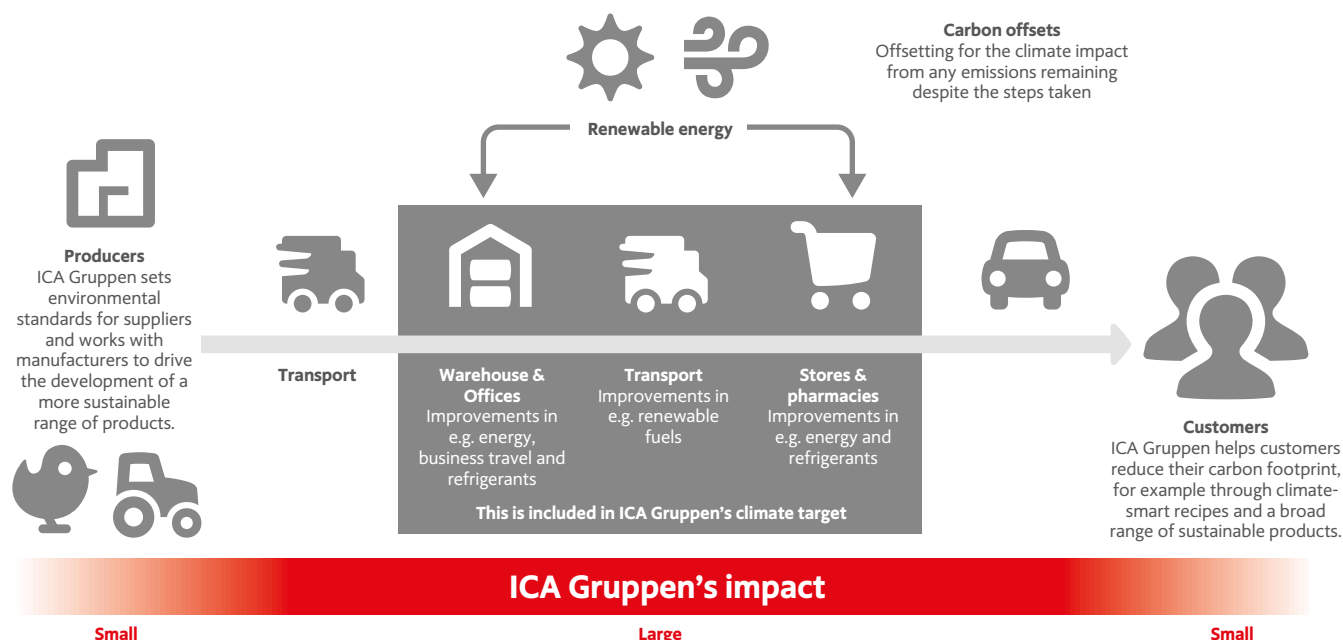 Carbon offsets
Offsetting for the climate impact
from any emissions remaining
despite the steps taken
Renewable energy
Producers
ICA Gruppen sets
environmental
standards for suppliers
and works with
manufacturers to drive
the development of a
more sustainable
range of products.
Transport
Warehouse &
Offices
Improvements in
e.g. energy,
business travel and
refrigerants
Transport
Improvements in
e.g. renewable
fuels
Stores &
pharmacies
Improvements in
e.g. energy and
refrigerants
This is included in ICA Gruppen's climate target
Customers
ICA Gruppen helps customers
reduce their carbon footprint,
for example through climate-
smart recipes and a broad
range of sustainable products.
ICA Gruppen's impact
Small
Large
Small